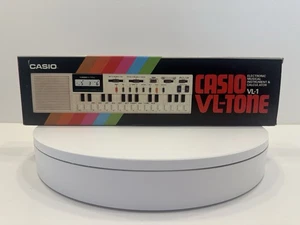 CASIO
CASIO
VL-TONE
ELECTRONIC
MUSICAL
INSTRUMENT &
CALCULATOR
VL-1